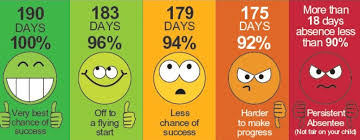 190
DAYS
100%
Very best
chance of
success
183
DAYS
96%
Off to
a flying
start
179
DAYS
94%
Less
chance of
success
175
DAYS
92%
Harder
to make
progress
More than
18 days
absence less
than 90%
Persistent
Absentee
(Not fair on your child)